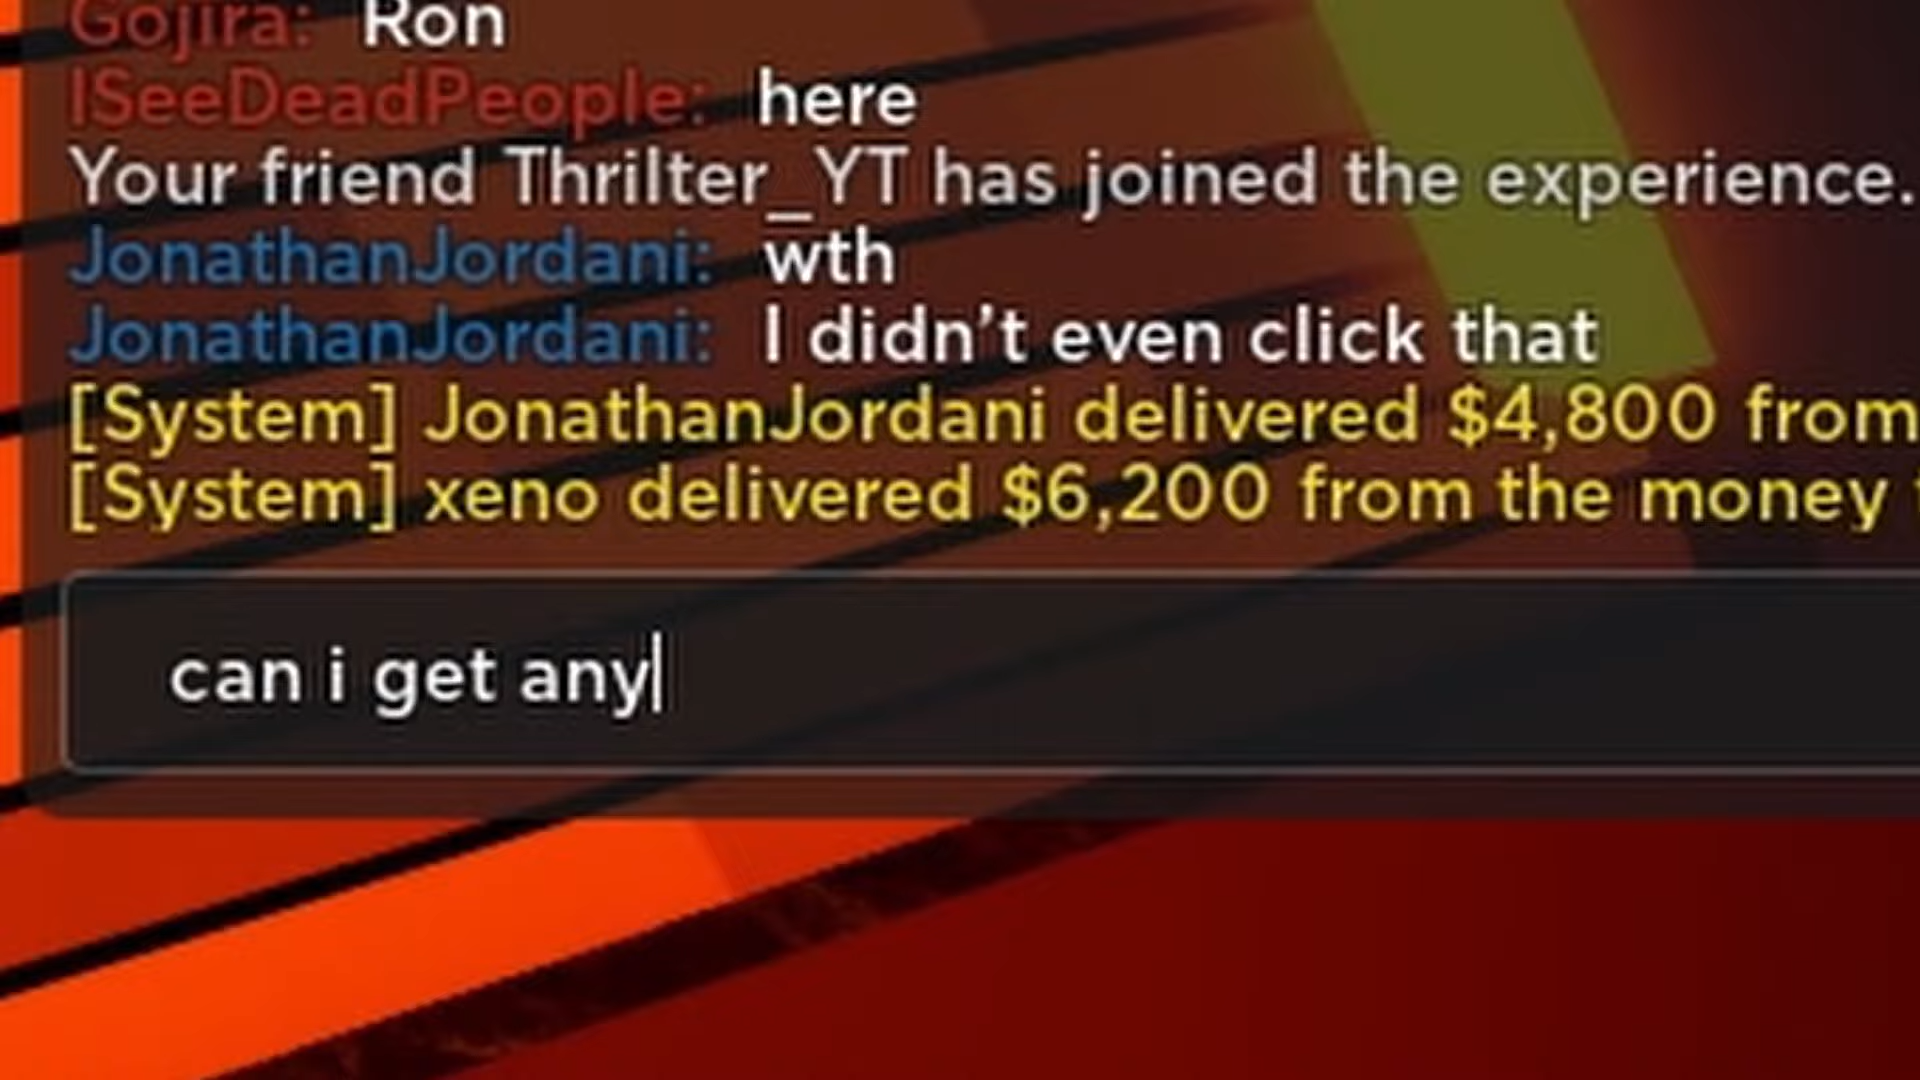 Gojira: Ron
ISeeDeadPeople: here
Your friend Thrilter_YT has joined the experience.
JonathanJordani: wth
JonathanJordani: I didn't even click that
[System] JonathanJordani delivered $4,800 from
[System] xeno delivered $6,200 from the money
can i get any